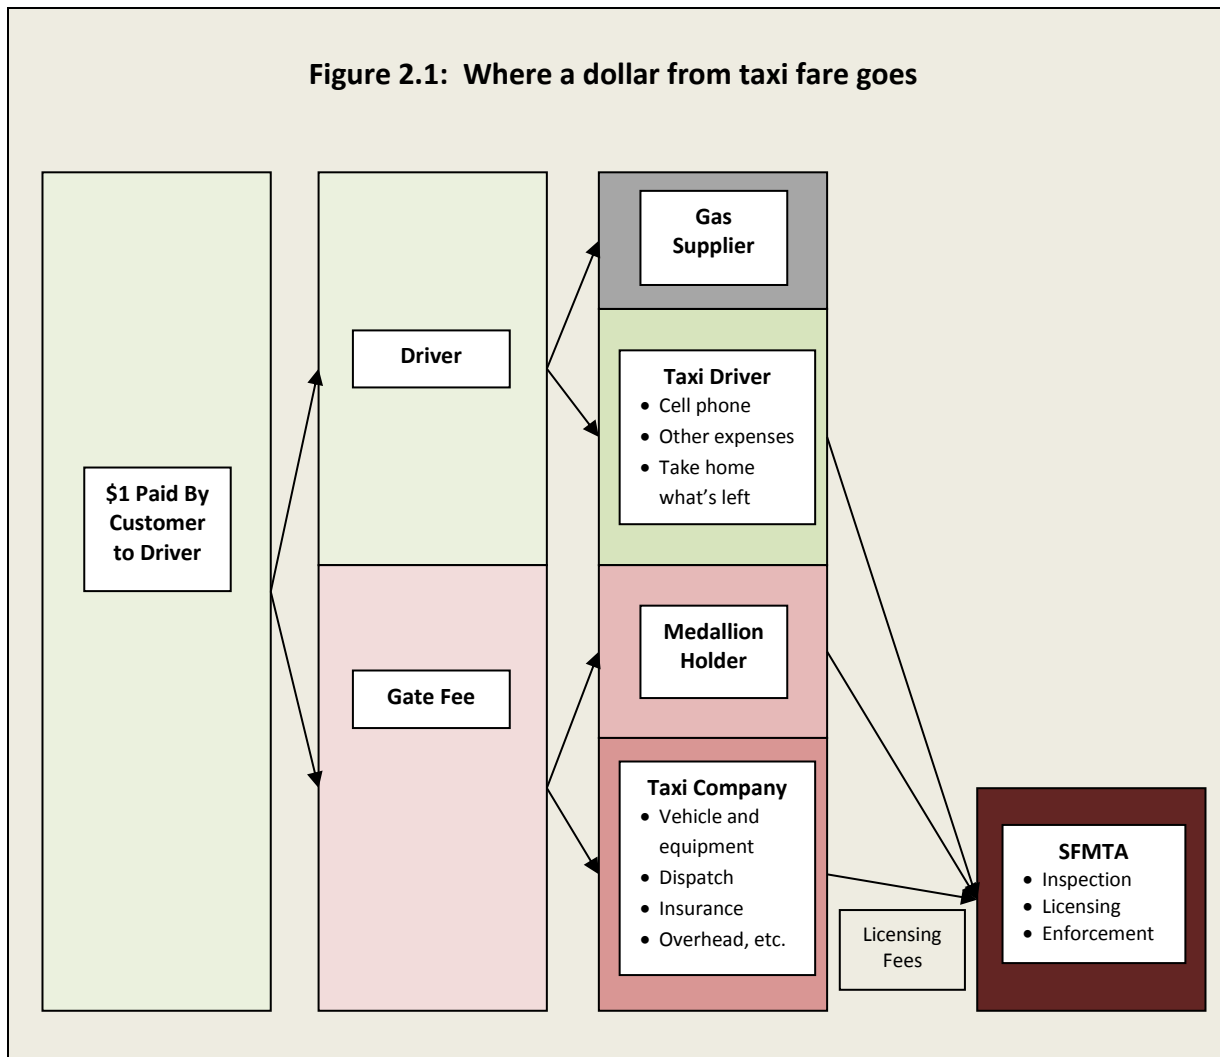 Figure 2.1:  Where a dollar from taxi fare goes
$1 Paid By
Customer
to Driver
Driver
Gate Fee
Gas
Supplier
Taxi Driver
• Cell phone
• Other expenses
• Take home
what’s left
Medallion
Holder
Taxi Company
• Vehicle and
equipment
• Dispatch
• Insurance
• Overhead, etc.
Licensing
Fees
SFMTA
• Inspection
• Licensing
• Enforcement